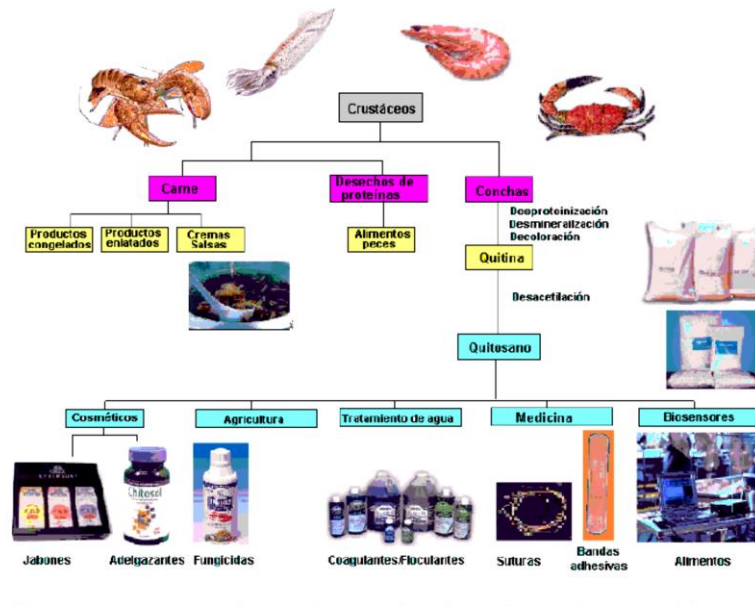 Crustáceos
Carne
Desechos de
proteínas
Conchas
Desproteinización
Desmineralización
Decoloración
Productos
congelados
Productos
enlatados
Cremas
Salsas
Alimentos
peces
Quitina
Desacetilación
Quitosano
Cosméticos
Agricultura
Tratamiento de agua
Medicina
Biosensores
Chitosol
Jabones
Adelgazantes
Fungicidas
Coagulantes/Floculantes
Suturas
Bandas
adhesivas
Alimentos